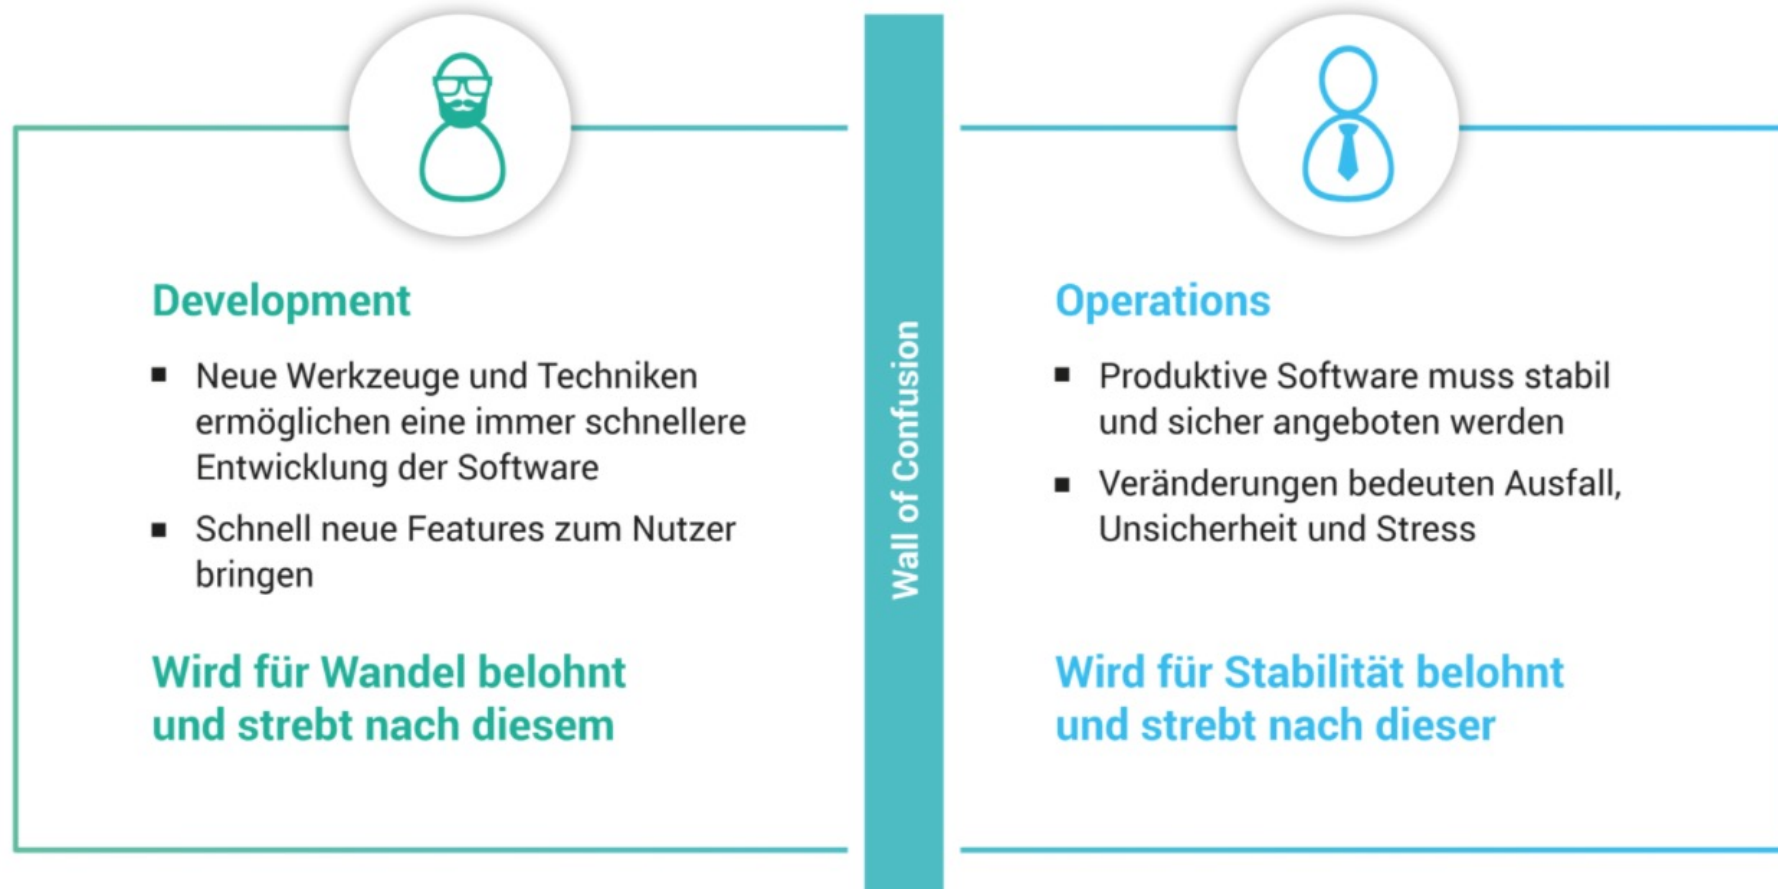 Development
▪ Neue Werkzeuge und Techniken
ermöglichen eine immer schnellere
Entwicklung der Software
▪ Schnell neue Features zum Nutzer
bringen
Wird für Wandel belohnt
und strebt nach diesem
Wall of Confusion
Operations
▪ Produktive Software muss stabil
und sicher angeboten werden
▪ Veränderungen bedeuten Ausfall,
Unsicherheit und Stress
Wird für Stabilität belohnt
und strebt nach dieser